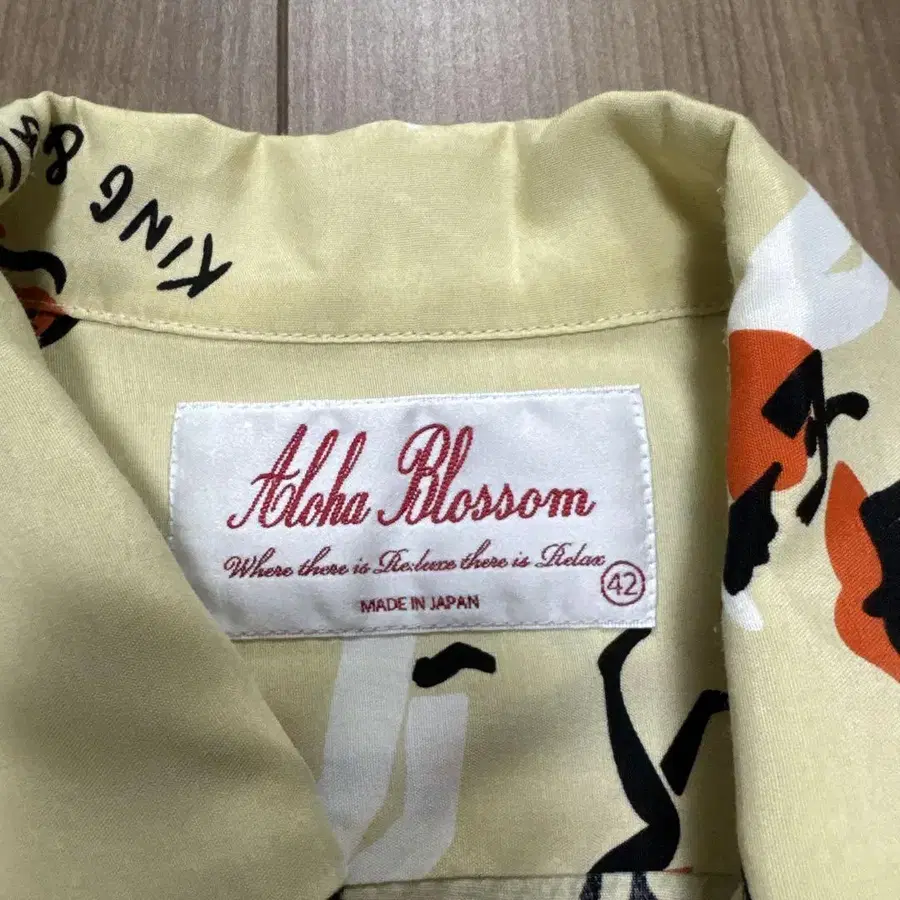 KING &
Aloha Blossom
Where there is Re:luxe there is Relax
42
MADE IN JAPAN